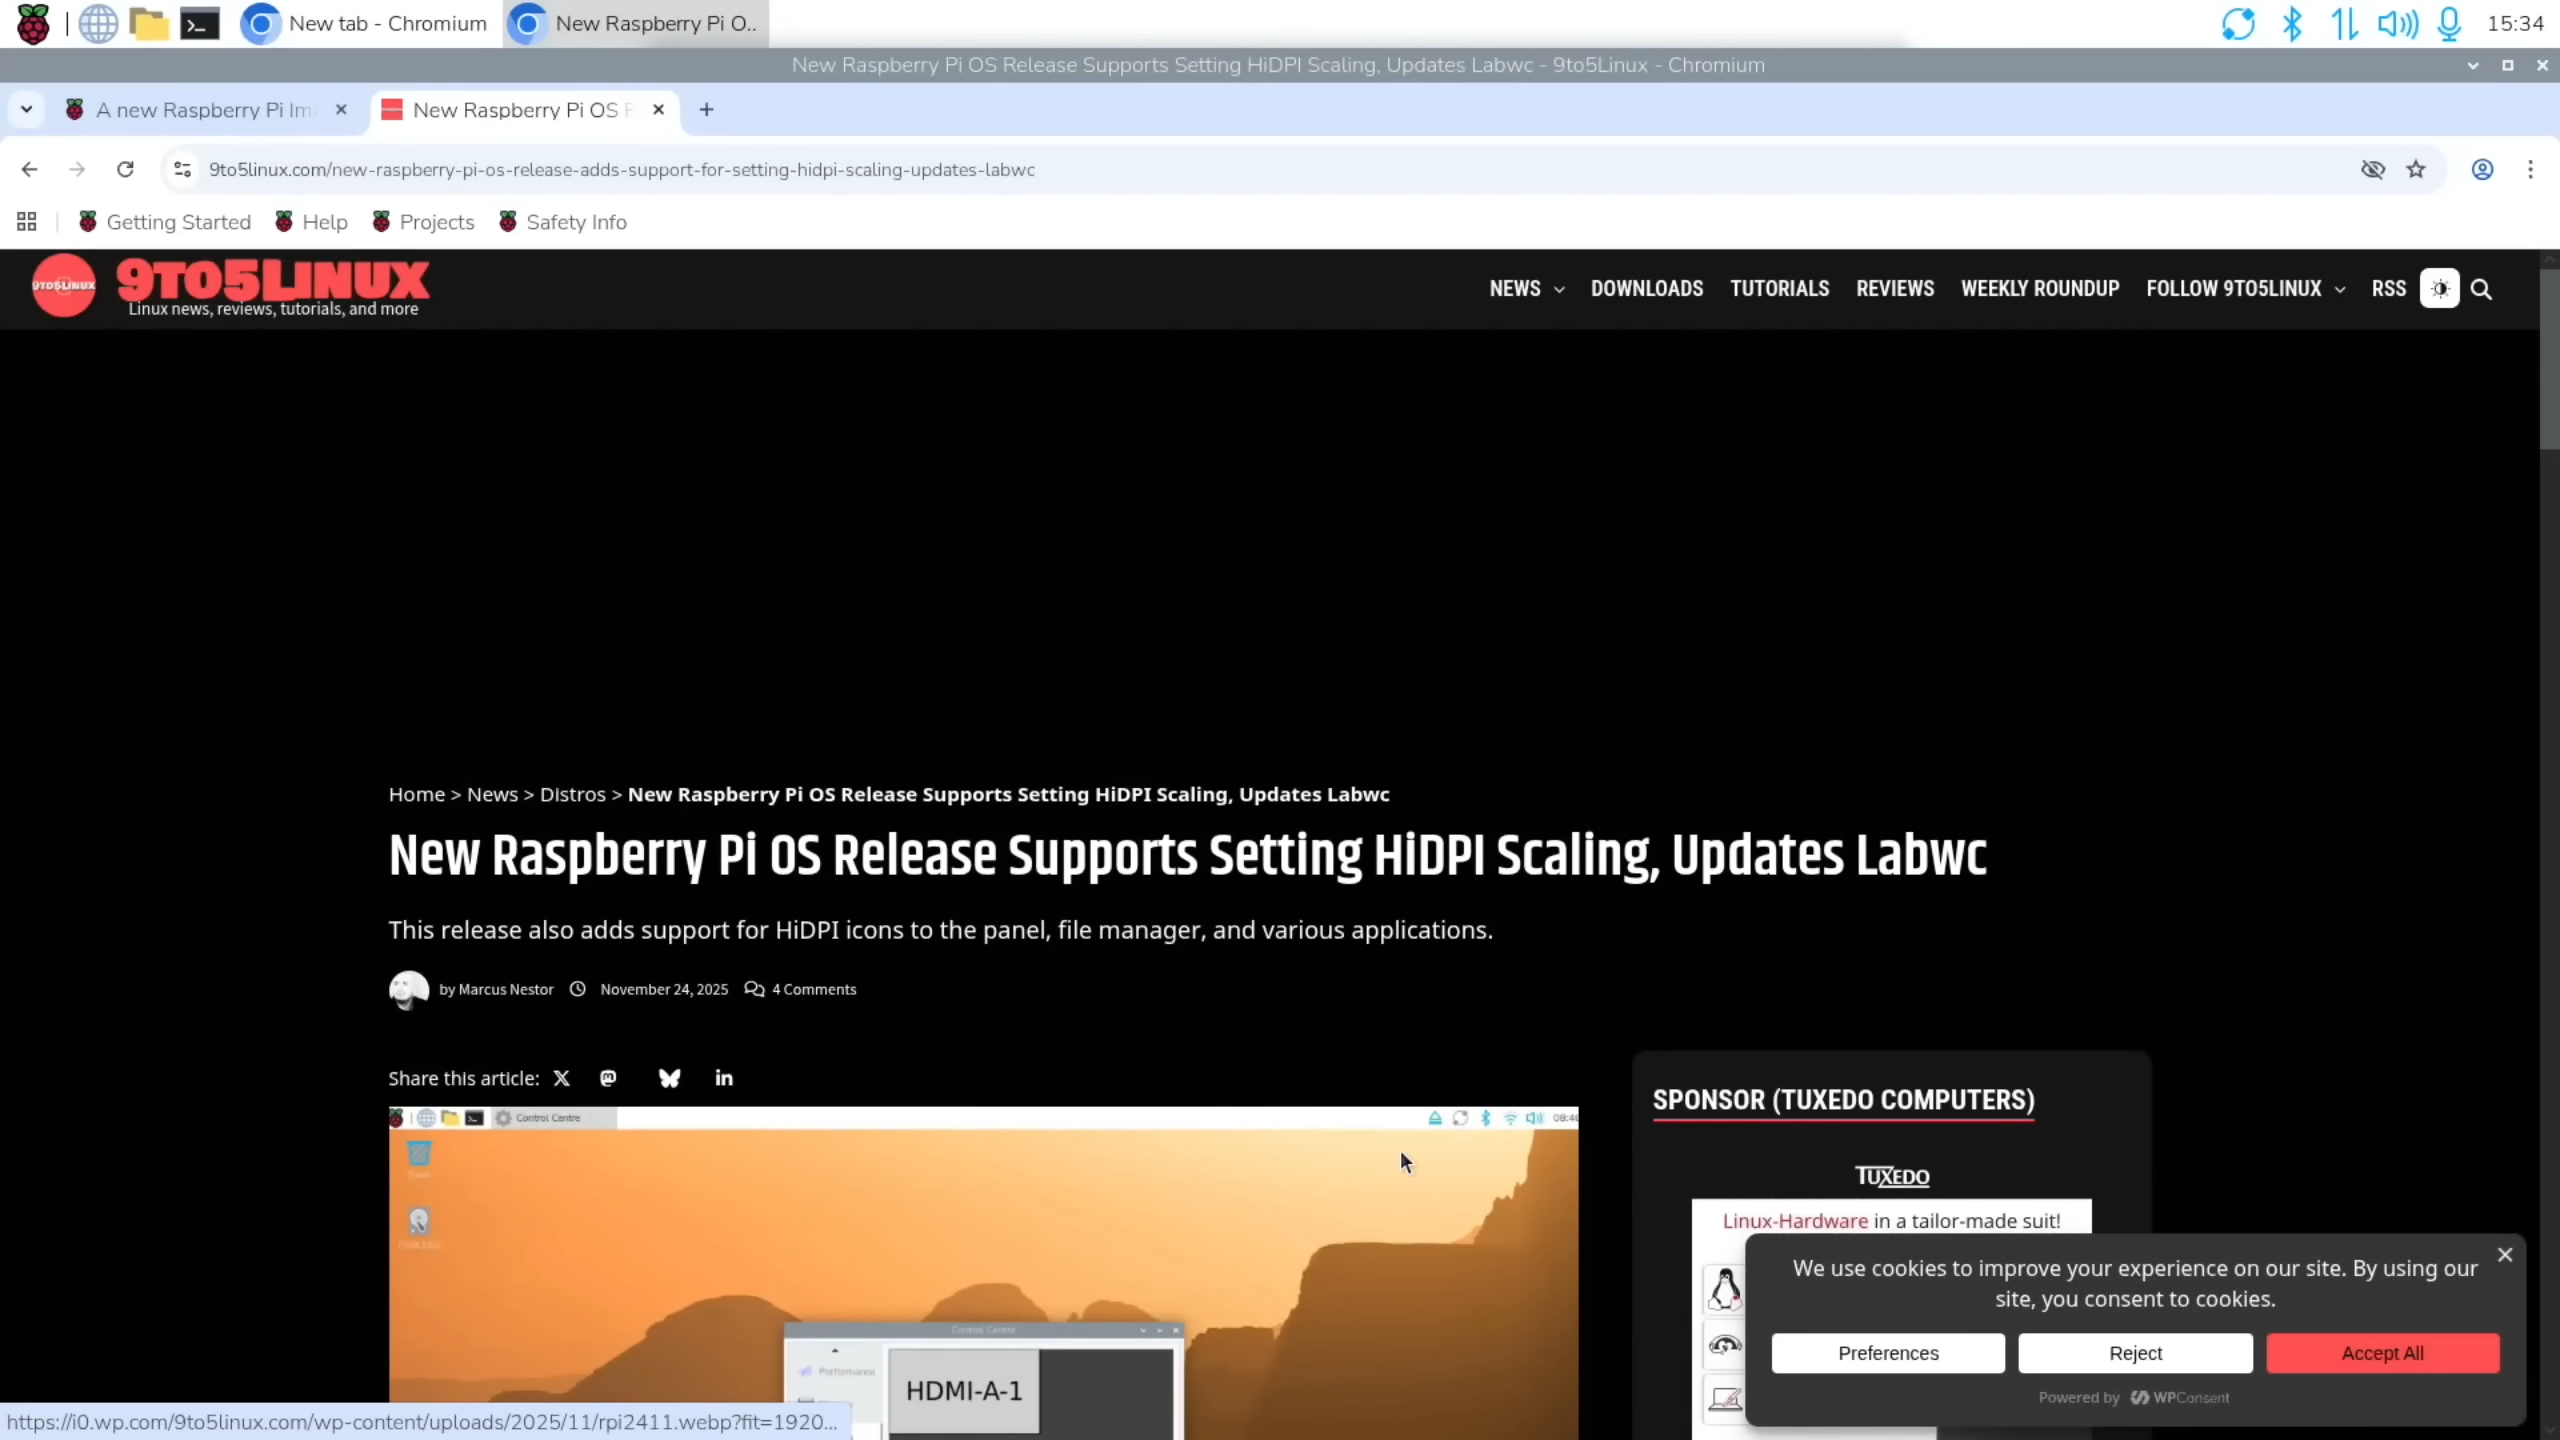 New tab - Chromium
New Raspberry Pi O..
15:34
New Raspberry Pi OS Release Supports Setting HiDPI Scaling, Updates Labwc - 9to5Linux - Chromium
A new Raspberry Pi Im
New Raspberry Pi OS
9to5linux.com/new-raspberry-pi-os-release-adds-support-for-setting-hidpi-scaling-updates-labwc
Getting Started
Help
Projects
Safety Info
9TO5LINUX
9TO5LINUX
Linux news, reviews, tutorials, and more
NEWS
DOWNLOADS
TUTORIALS
REVIEWS
WEEKLY ROUNDUP
FOLLOW 9TO5LINUX
RSS
Home > News > Distros > New Raspberry Pi OS Release Supports Setting HiDPI Scaling, Updates Labwc
New Raspberry Pi OS Release Supports Setting HiDPI Scaling, Updates Labwc
This release also adds support for HiDPI icons to the panel, file manager, and various applications.
by Marcus Nestor
November 24, 2025
4 Comments
Share this article:
Control Centre
Control Centre
Performance
HDMI-A-1
SPONSOR (TUXEDO COMPUTERS)
TUXEDO
Linux-Hardware in a tailor-made suit!
We use cookies to improve your experience on our site. By using our
site, you consent to cookies.
Preferences
Reject
Accept All
Powered by WPConsent
https://i0.wp.com/9to5linux.com/wp-content/uploads/2025/11/rpi2411.webp?fit=1920...